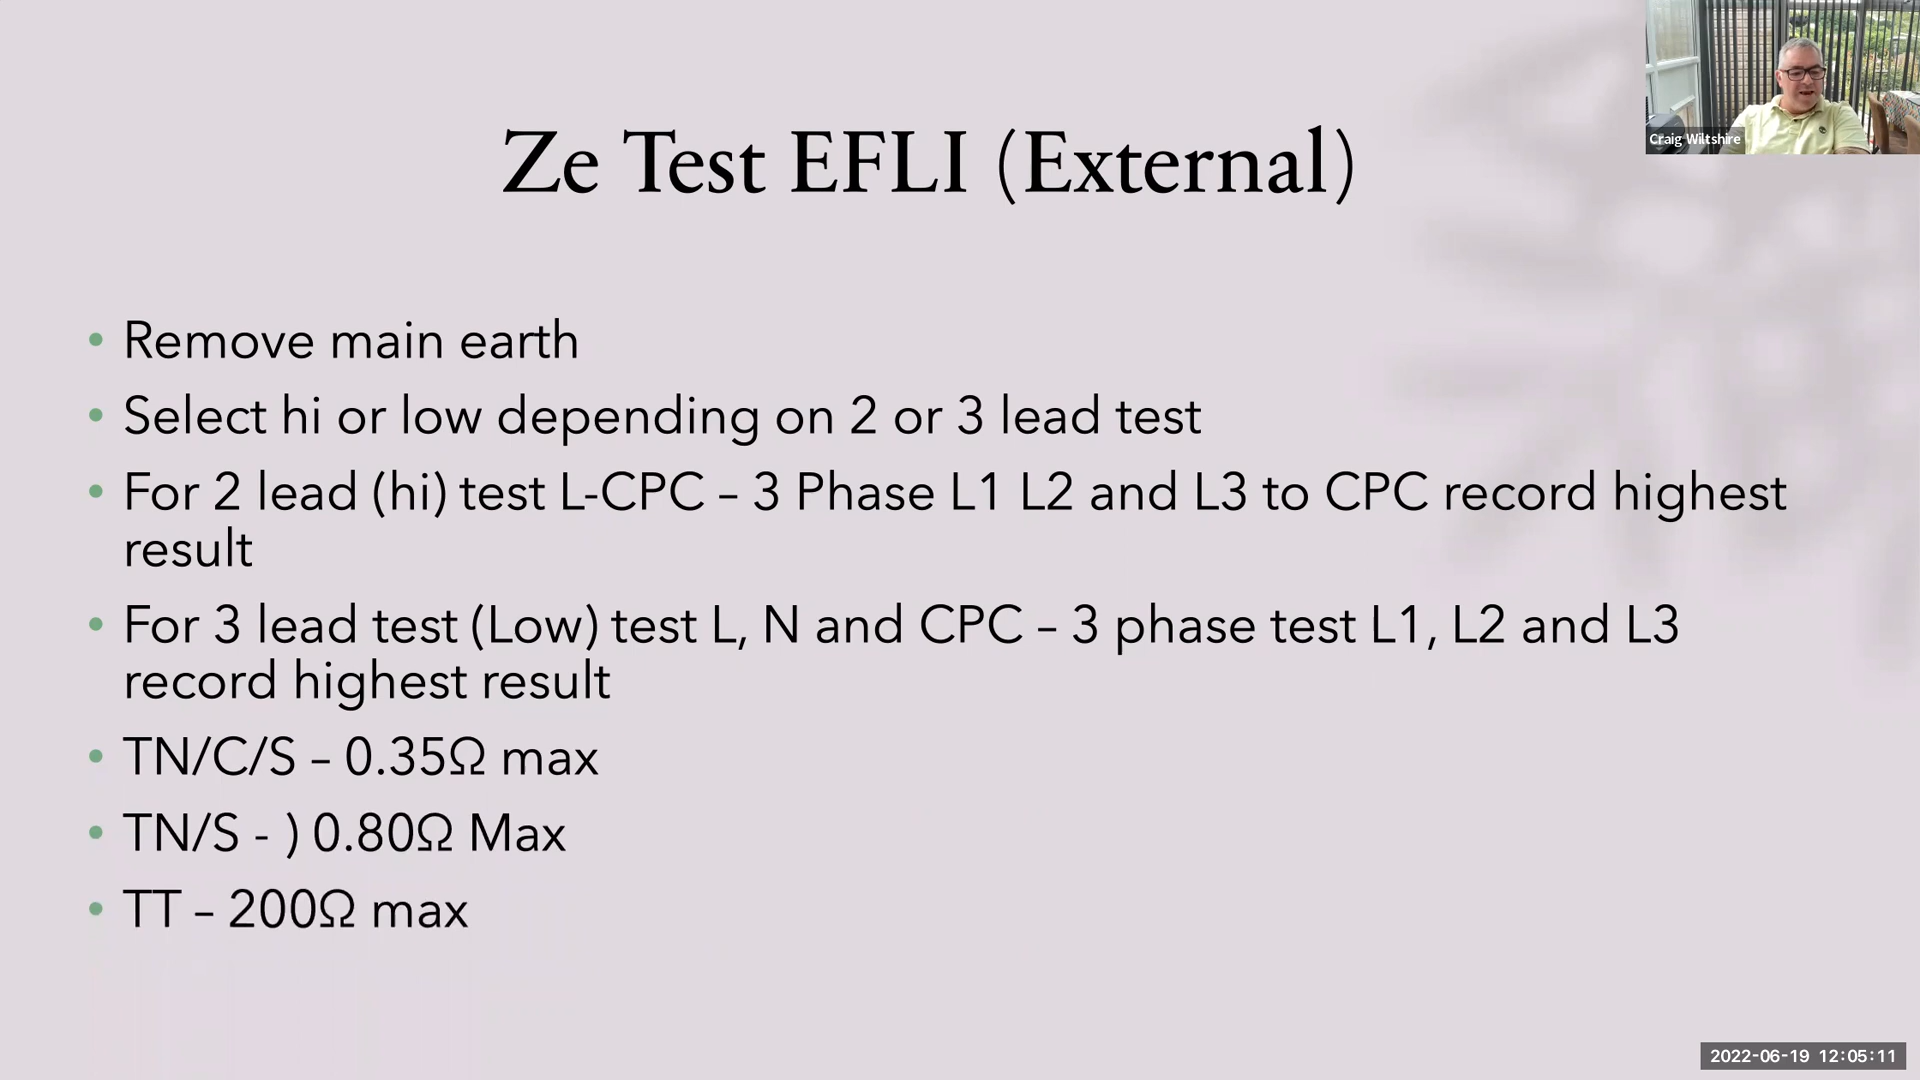 Craig Wiltshire
Ze Test EFLI (External)
• Remove main earth
• Select hi or low depending on 2 or 3 lead test
• For 2 lead (hi) test L-CPC – 3 Phase L1 L2 and L3 to CPC record highest
result
• For 3 lead test (Low) test L, N and CPC – 3 phase test L1, L2 and L3
record highest result
• TN/C/S – 0.35Ω max
• TN/S - ) 0.80Ω Max
• TT – 200Ω max
2022-06-19 12:05:11